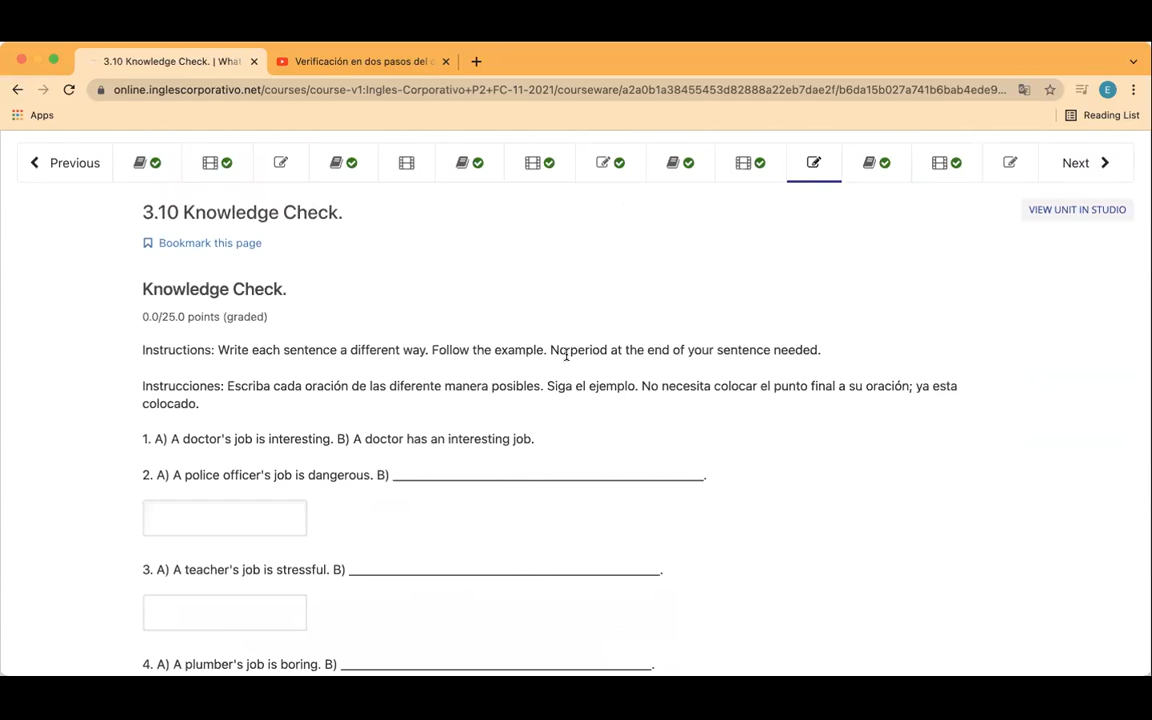 3.10 Knowledge Check. | What
Verificación en dos pasos del c
online.inglescorporativo.net/courses/course-v1:Ingles-Corporativo+P2+FC-11-2021/courseware/a2a0b1a38455453d82888a22eb7dae2f/b6da15b027a741b6bab4ede9...
E
Apps
Reading List
Previous
Next
3.10 Knowledge Check.
VIEW UNIT IN STUDIO
Bookmark this page
Knowledge Check.
0.0/25.0 points (graded)
Instructions: Write each sentence a different way. Follow the example. No period at the end of your sentence needed.
Instrucciones: Escriba cada oración de las diferente manera posibles. Siga el ejemplo. No necesita colocar el punto final a su oración; ya esta
colocado.
1. A) A doctor's job is interesting. B) A doctor has an interesting job.
2. A) A police officer's job is dangerous. B) ______________________________________.
3. A) A teacher's job is stressful. B) ______________________________________.
4. A) A plumber's job is boring. B) ______________________________________.